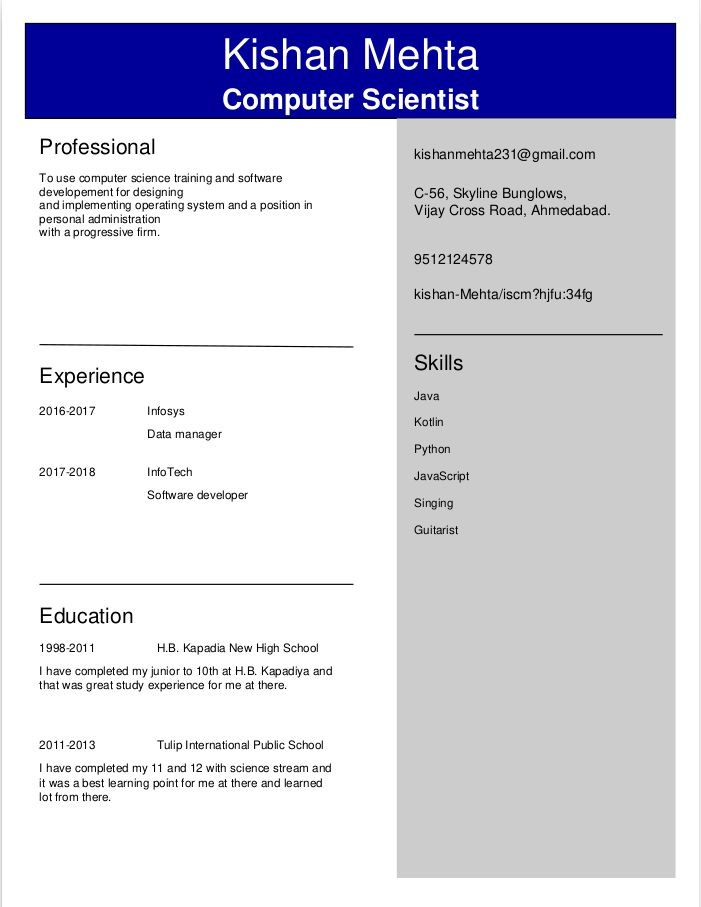 Kishan Mehta
Computer Scientist
Professional
To use computer science training and software
developement for designing
and implementing operating system and a position in
personal administration
with a progressive firm.
Experience
2016-2017 Infosys
Data manager
2017-2018 InfoTech
Software developer
Education
1998-2011 H.B. Kapadia New High School
I have completed my junior to 10th at H.B. Kapadiya and
that was great study experience for me at there.
2011-2013 Tulip International Public School
I have completed my 11 and 12 with science stream and
it was a best learning point for me at there and learned
lot from there.
kishanmehta231@gmail.com
C-56, Skyline Bunglows,
Vijay Cross Road, Ahmedabad.
9512124578
kishan-Mehta/iscm?hjfu:34fg
Skills
Java
Kotlin
Python
JavaScript
Singing
Guitarist